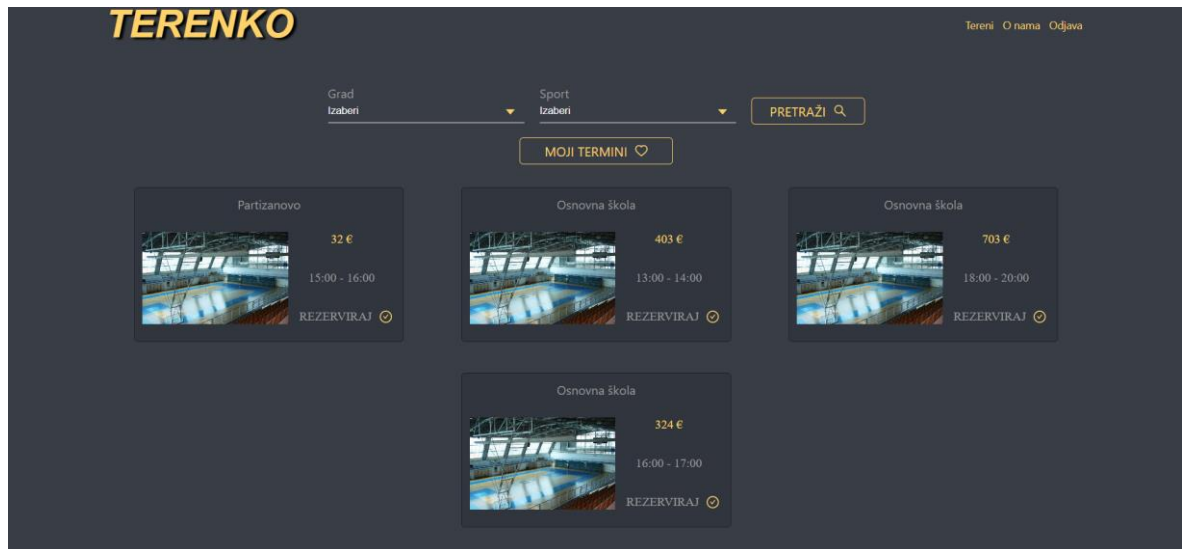 TERENKO
Tereni O nama Odjava
Grad
Izaberi
Sport
Izaberi
PRETRAŽI
MOJI TERMINI
Partizanovo
32 €
15:00 - 16:00
REZERVIRAJ
Osnovna škola
403 €
13:00 - 14:00
REZERVIRAJ
Osnovna škola
703 €
18:00 - 20:00
REZERVIRAJ
Osnovna škola
324 €
16:00 - 17:00
REZERVIRAJ